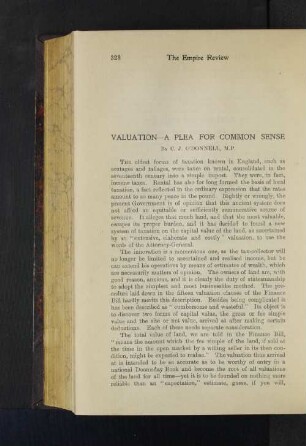 328 The Empire Review
VALUATION—A PLEA FOR COMMON SENSE
By C. J. O'DONNELL, M.P.
The oldest forms of taxation known in England, such as
scutages and tallages, were taxes on rental, consolidated in the
seventeenth century into a simple impost. They were, in fact,
income taxes. Rental has also for long formed the basis of local
taxation, a fact reflected in the ordinary expression that the rates
amount to so many pence in the pound. Rightly or wrongly, the
present Government is of opinion that this ancient system does
not afford an equitable or sufficiently remunerative source of
revenue. It alleges that much land, and that the most valuable,
escapes its proper burden, and it has decided to found a new
system of taxation on the capital value of the land, as ascertained
by an "extensive, elaborate and costly" valuation, to use the
words of the Attorney-General.
The innovation is a momentous one, as the tax-collector will
no longer be limited to ascertained and realised income, but he
can extend his operations by means of estimates of wealth, which
are necessarily matters of opinion. The owners of land are, with
good reason, anxious, and it is clearly the duty of statesmanship
to adopt the simplest and most indefeasible method. The pro-
cedure laid down in the fifteen valuation clauses of the Finance
Bill hardly merits this description. Besides being complicated it
has been described as "cumbersome and wasteful." Its object is
to discover two forms of capital value, the gross or fee simple
value and the site or net value, arrived at after making certain
deductions. Each of these needs separate consideration.
The total value of land, we are told in the Finance Bill,
"means the amount which the fee simple of the land, if sold at
the time in the open market by a willing seller in its then con-
dition, might be expected to realise." The valuation thus arrived
at is intended to be so accurate as to be worthy of entry in a
national Doomsday Book and become the root of all valuations
of the land for all time—yet it is to be founded on nothing more
reliable than an "expectation," estimate, guess, if you will,